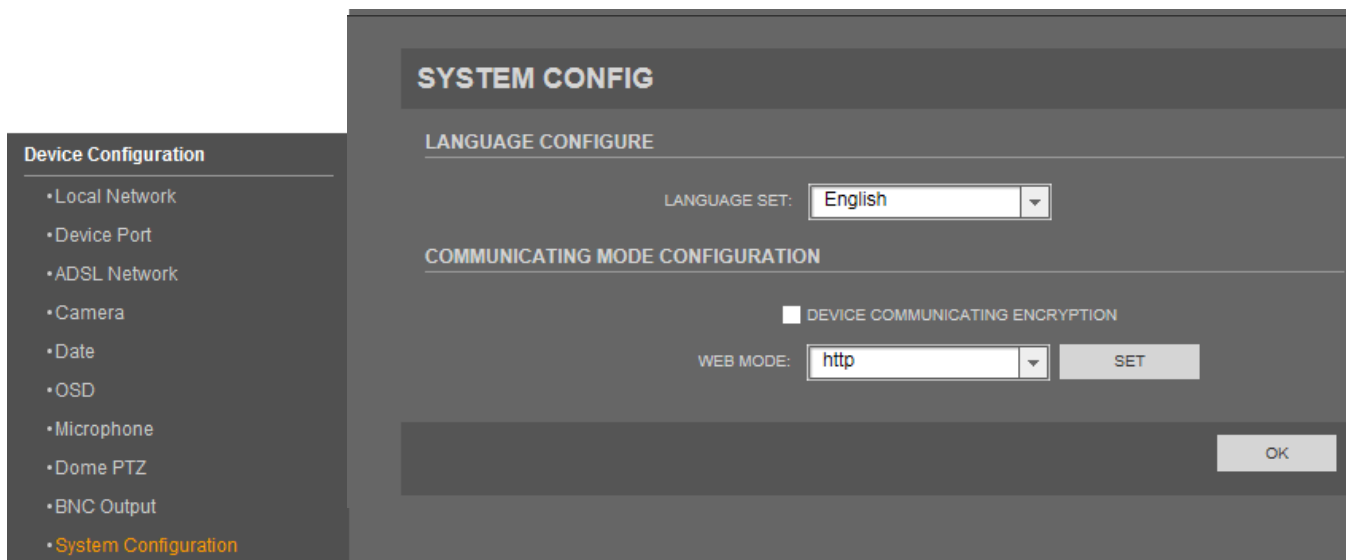 Device Configuration
•Local Network
•Device Port
•ADSL Network
•Camera
•Date
•OSD
•Microphone
•Dome PTZ
•BNC Output
•System Configuration
SYSTEM CONFIG
LANGUAGE CONFIGURE
LANGUAGE SET: English
COMMUNICATING MODE CONFIGURATION
DEVICE COMMUNICATING ENCRYPTION
WEB MODE: http SET
OK